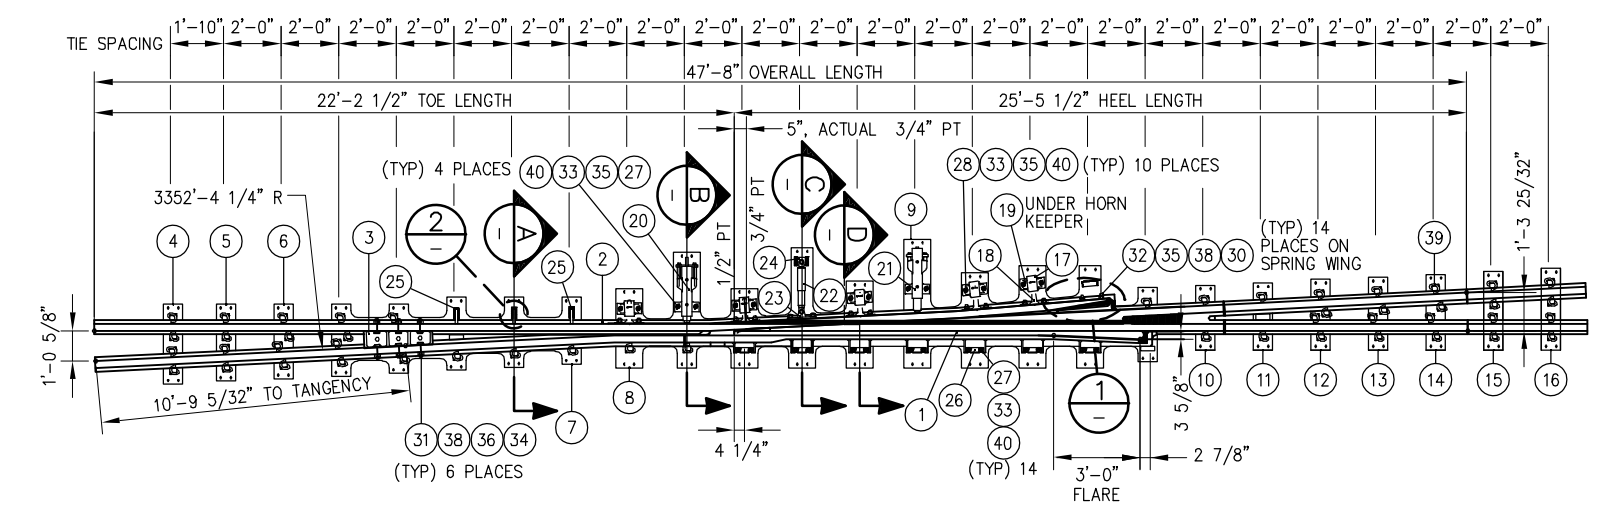 1'-10" 2'-0" 2'-0" 2'-0" 2'-0" 2'-0" 2'-0" 2'-0" 2'-0" 2'-0" 2'-0" 2'-0" 2'-0" 2'-0" 2'-0" 2'-0" 2'-0" 2'-0" 2'-0" 2'-0" 2'-0" 2'-0" 2'-0" 2'-0"
TIE SPACING
47'-8" OVERALL LENGTH
22'-2 1/2" TOE LENGTH
25'-5 1/2" HEEL LENGTH
5", ACTUAL 3/4" PT
(TYP) 4 PLACES
40 33 35 27
28 33 35 40 (TYP) 10 PLACES
3352'-4 1/4" R
B
C
D
A
2
–
–
–
–
–
1/2" PT
3/4" PT
9
19
UNDER HORN
KEEPER
1'-3 25/32"
(TYP) 14
PLACES ON
SPRING WING
4
5
6
3
25
25
2
20
24
23
22
21
18
17
32 35 38 30
39
1'-0 5/8"
10'-9 5/32" TO TANGENCY
31 38 36 34
(TYP) 6 PLACES
7
8
4 1/4"
1
26
27
33
40
(TYP) 14
1
–
3'-0"
FLARE
2 7/8"
3 5/8"
10
11
12
13
14
15
16